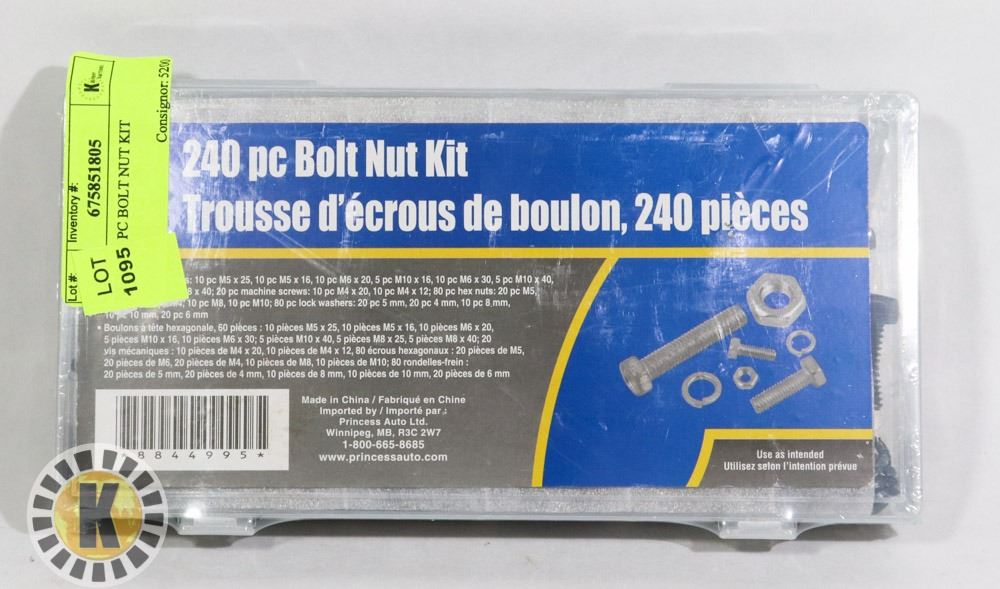 240 pc Bolt Nut Kit
Trousse d'écrous de boulon, 240 pièces
Lot #:
Inventory #:
675851805
PC BOLT NUT KIT
Consignor: 5200
LOT
1095
10 pc M5 x 25, 10 pc M5 x 16, 10 pc M6 x 20, 5 pc M10 x 16, 10 pc M6 x 30, 5 pc M10 x 40,
x 40; 20 pc machine screws: 10 pc M4 x 20, 10 pc M4 x 12; 80 pc hex nuts: 20 pc M5,
10 pc M8, 10 pc M10; 80 pc lock washers: 20 pc 5 mm, 20 pc 4 mm, 10 pc 8 mm,
10 pc 10 mm, 20 pc 6 mm
• Boulons à tête hexagonale, 60 pièces : 10 pièces M5 x 25, 10 pièces M5 x 16, 10 pièces M6 x 20,
5 pièces M10 x 16, 10 pièces M6 x 30; 5 pièces M10 x 40, 5 pièces M8 x 25, 5 pièces M8 x 40; 20
vis mécaniques : 10 pièces de M4 x 20, 10 pièces de M4 x 12, 80 écrous hexagonaux : 20 pièces de M5,
20 pièces de M6, 20 pièces de M4, 10 pièces de M8, 10 pièces de M10; 80 rondelles-frein :
20 pièces de 5 mm, 20 pièces de 4 mm, 10 pièces de 8 mm, 10 pièces de 10 mm, 20 pièces de 6 mm
Made in China / Fabriqué en Chine
Imported by / Importé par :
Princess Auto Ltd.
Winnipeg, MB, R3C 2W7
1-800-665-8685
www.princessauto.com
8844995*
Use as intended
Utilisez selon l'intention prévue
K